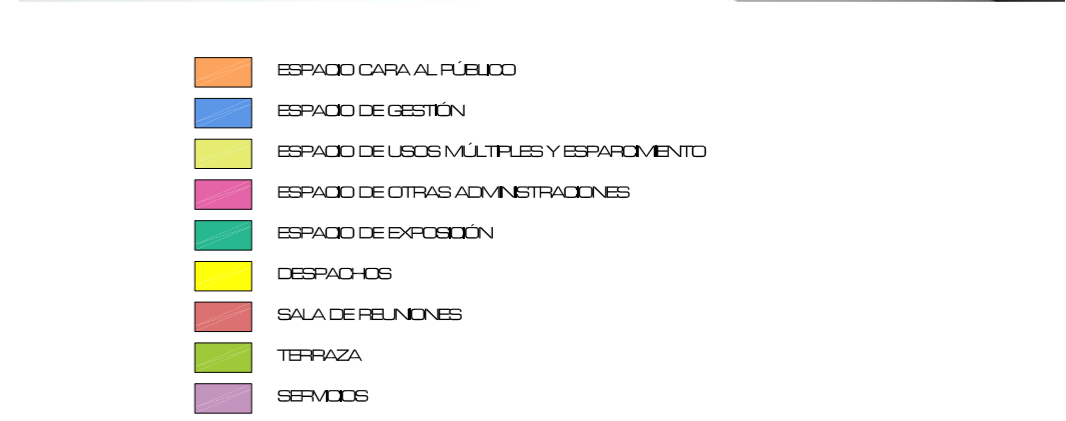 ESPACIO CARA AL PÚBLICO
ESPACIO DE GESTIÓN
ESPACIO DE USOS MÚLTIPLES Y ESPARCIMIENTO
ESPACIO DE OTRAS ADMINISTRACIONES
ESPACIO DE EXPOSICIÓN
DESPACHOS
SALA DE REUNIONES
TERRAZA
SERVICIOS